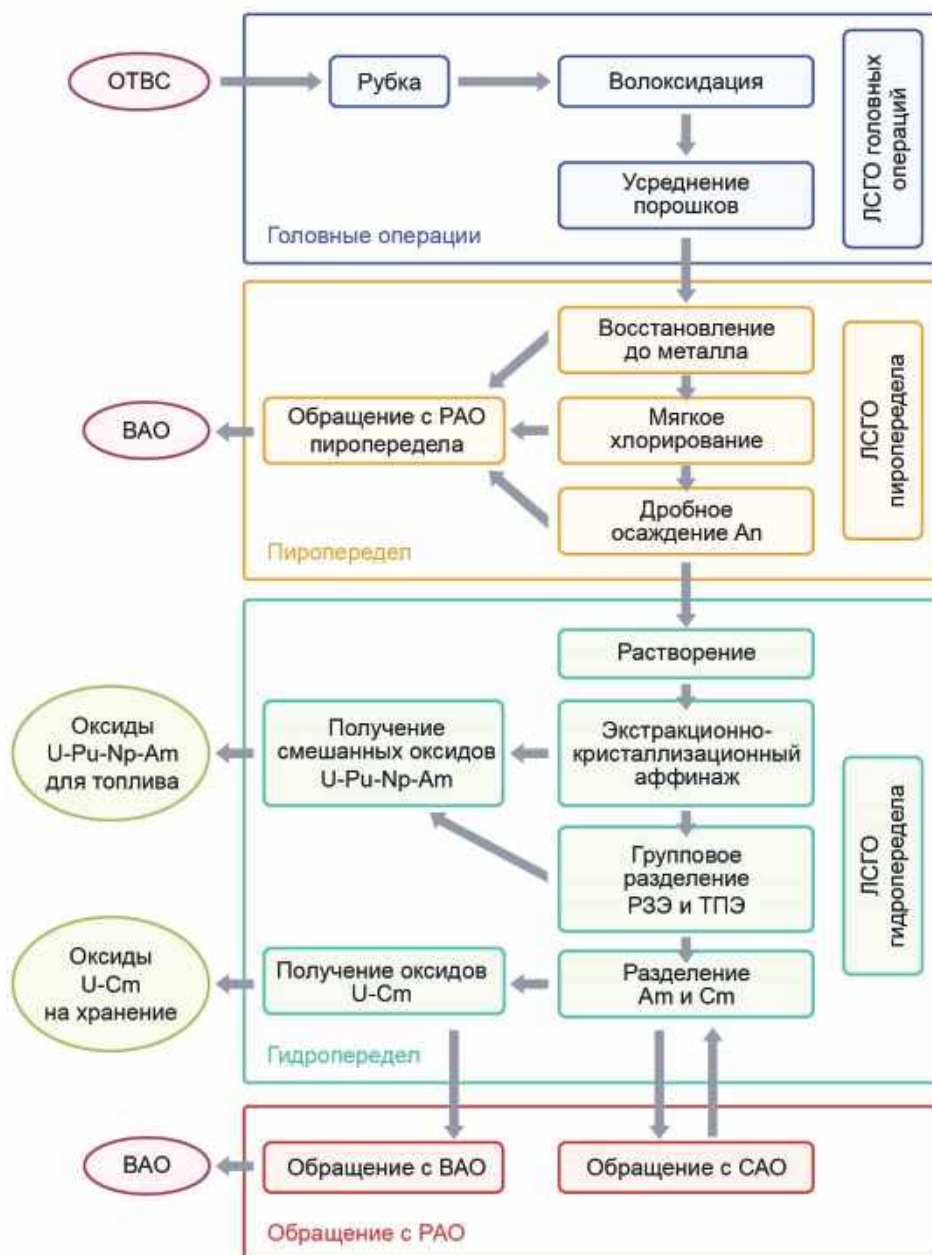 ОТВС
Рубка
Волоксидация
Усреднение
порошков
Головные операции
ЛСГО головных
операций
Восстановление
до металла
ВАО
Обращение с РАО
пиропередела
Мягкое
хлорирование
Дробное
осаждение An
Пиропередел
ЛСГО
пиропередела
Растворение
Оксиды
U-Pu-Np-Am
для топлива
Получение
смешанных оксидов
U-Pu-Np-Am
Экстракционно-
кристаллизационный
аффинаж
Групповое
разделение
РЗЭ и ТПЭ
ЛСГО
гидропередела
Оксиды
U-Cm
на хранение
Получение оксидов
U-Cm
Разделение
Am и Cm
Гидропередел
ВАО
Обращение с ВАО
Обращение с САО
Обращение с РАО